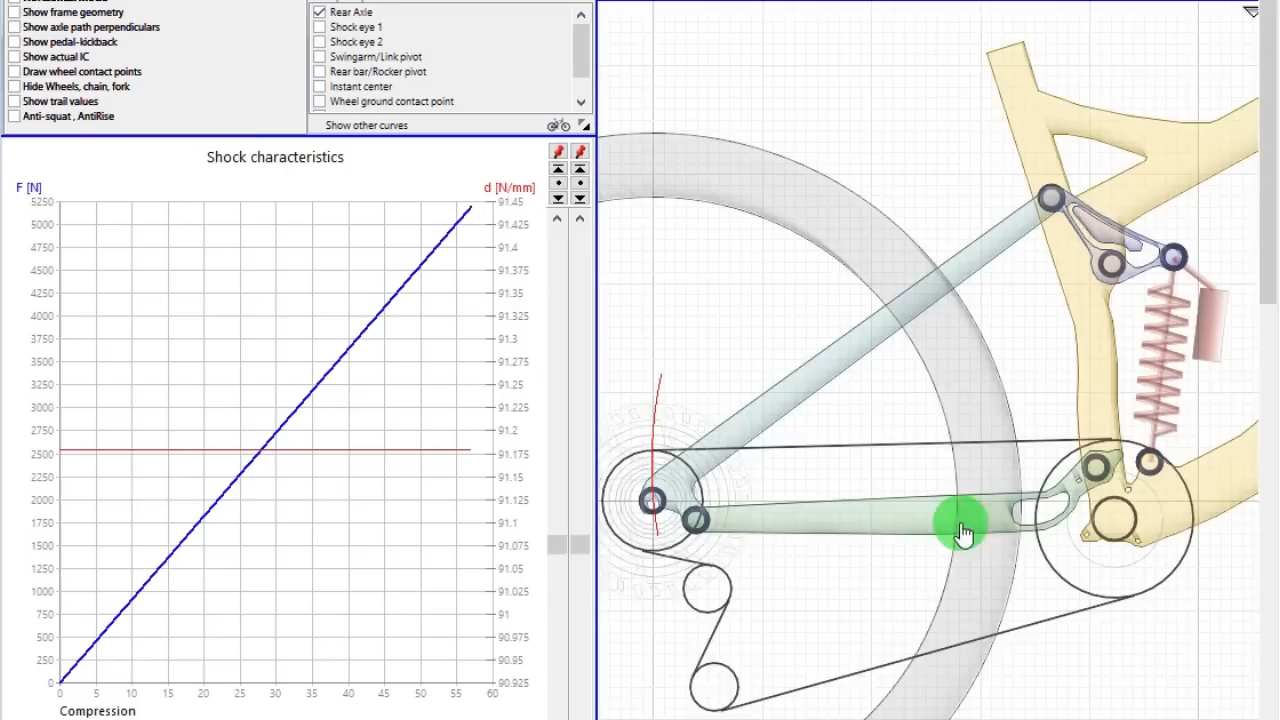 Show frame geometry
Show axle path perpendiculars
Show pedal-kickback
Show actual IC
Draw wheel contact points
Hide Wheels, chain, fork
Show trail values
Anti-squat , AntiRise
Rear Axle
Shock eye 1
Shock eye 2
Swingarm/Link pivot
Rear bar/Rocker pivot
Instant center
Wheel ground contact point
Show other curves
Shock characteristics
F [N]
d [N/mm]
5250 91.45
5000 91.425
4750 91.4
4500 91.375
4250 91.35
4000 91.325
3750 91.3
3500 91.275
3250 91.25
3000 91.225
2750 91.2
2500 91.175
2250 91.15
2000 91.125
1750 91.1
1500 91.075
1250 91.05
1000 91.025
750 91
500 90.975
250 90.95
0 90.925
0 5 10 15 20 25 30 35 40 45 50 55 60
Compression